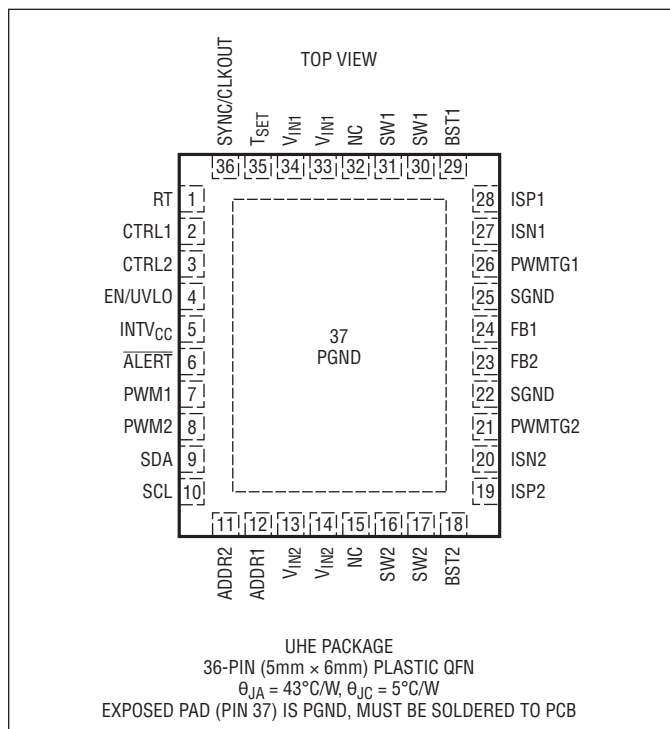 TOP VIEW
SYNC/CLKOUT
TSET
VIN1
VIN1
NC
SW1
SW1
BST1
36 35 34 33 32 31 30 29
RT 1
CTRL1 2
CTRL2 3
EN/UVLO 4
INTVCC 5
ALERT 6
PWM1 7
PWM2 8
SDA 9
SCL 10
37
PGND
28 ISP1
27 ISN1
26 PWMTG1
25 SGND
24 FB1
23 FB2
22 SGND
21 PWMTG2
20 ISN2
19 ISP2
11 12 13 14 15 16 17 18
ADDR2
ADDR1
VIN2
VIN2
NC
SW2
SW2
BST2
UHE PACKAGE
36-PIN (5mm × 6mm) PLASTIC QFN
θJA = 43°C/W, θJC = 5°C/W
EXPOSED PAD (PIN 37) IS PGND, MUST BE SOLDERED TO PCB